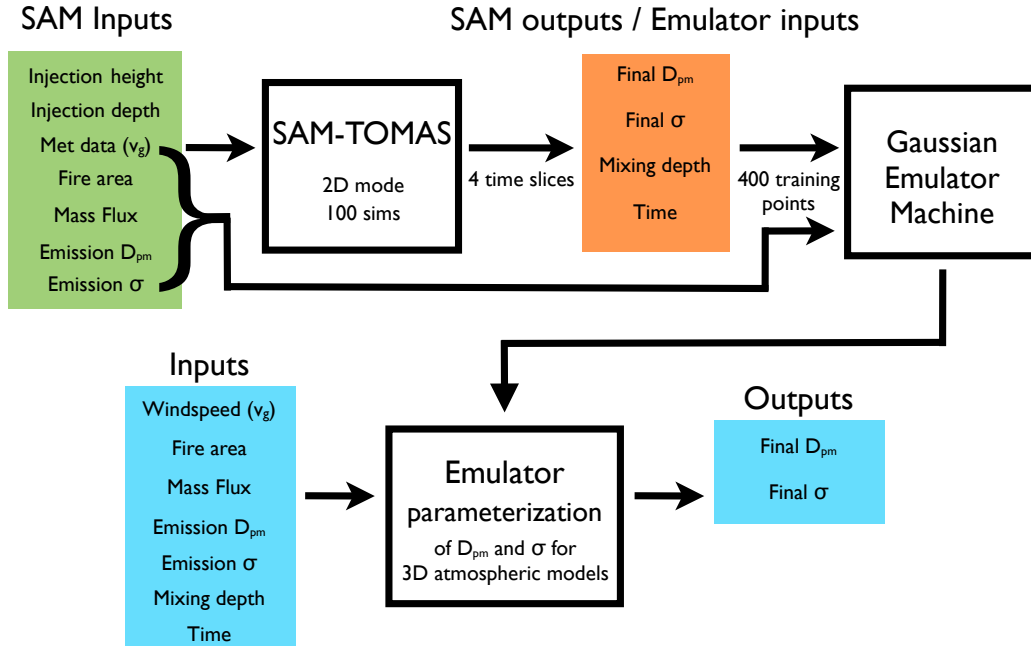 SAM Inputs
Injection height
Injection depth
Met data (vg)
Fire area
Mass Flux
Emission Dpm
Emission σ
SAM-TOMAS
2D mode
100 sims
4 time slices
SAM outputs / Emulator inputs
Final Dpm
Final σ
Mixing depth
Time
400 training
points
Gaussian
Emulator
Machine
Inputs
Windspeed (vg)
Fire area
Mass Flux
Emission Dpm
Emission σ
Mixing depth
Time
Emulator
parameterization
of Dpm and σ for
3D atmospheric models
Outputs
Final Dpm
Final σ